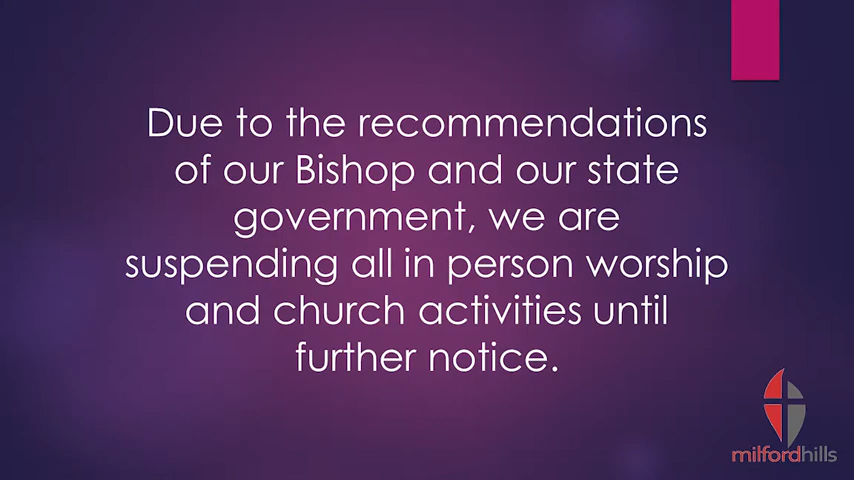 Due to the recommendations
of our Bishop and our state
government, we are
suspending all in person worship
and church activities until
further notice.
milfordhills